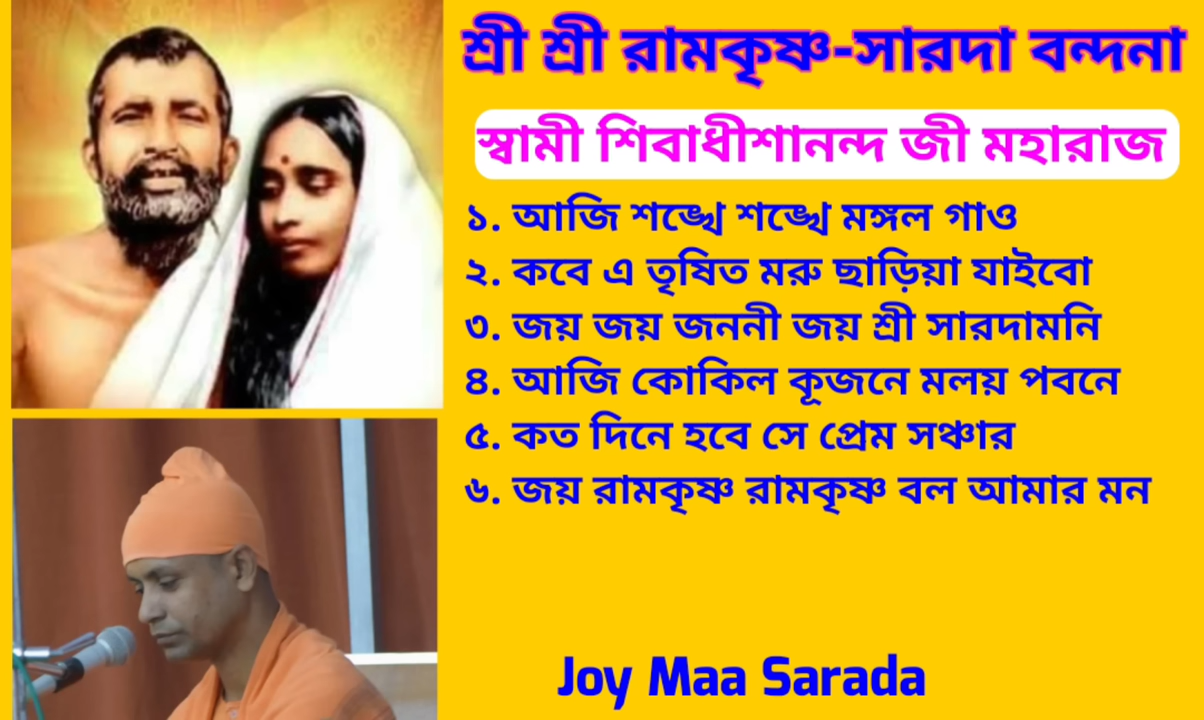 শ্রী শ্রী রামকৃষ্ণ-সারদা বন্দনা
স্বামী শিবাধীশানন্দ জী মহারাজ
১. আজি শঙ্খে শঙ্খে মঙ্গল গাও
২. কবে এ তৃষিত মরু ছাড়িয়া যাইবো
৩. জয় জয় জননী জয় শ্রী সারদামনি
৪. আজি কোকিল কূজনে মলয় পবনে
৫. কত দিনে হবে সে প্রেম সঞ্চার
৬. জয় রামকৃষ্ণ রামকৃষ্ণ বল আমার মন
Joy Maa Sarada